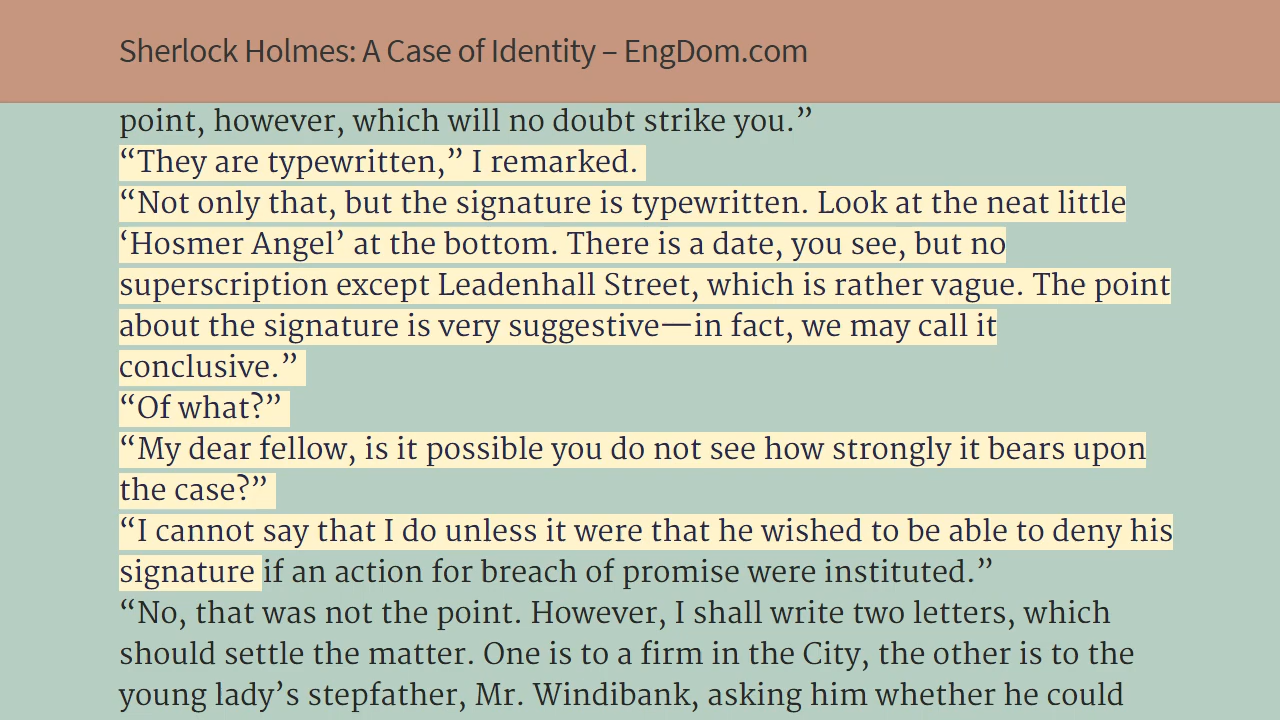 Sherlock Holmes: A Case of Identity – EngDom.com
point, however, which will no doubt strike you.”
“They are typewritten,” I remarked.
“Not only that, but the signature is typewritten. Look at the neat little
‘Hosmer Angel’ at the bottom. There is a date, you see, but no
superscription except Leadenhall Street, which is rather vague. The point
about the signature is very suggestive—in fact, we may call it
conclusive.”
“Of what?”
“My dear fellow, is it possible you do not see how strongly it bears upon
the case?”
“I cannot say that I do unless it were that he wished to be able to deny his
signature if an action for breach of promise were instituted.”
“No, that was not the point. However, I shall write two letters, which
should settle the matter. One is to a firm in the City, the other is to the
young lady’s stepfather, Mr. Windibank, asking him whether he could